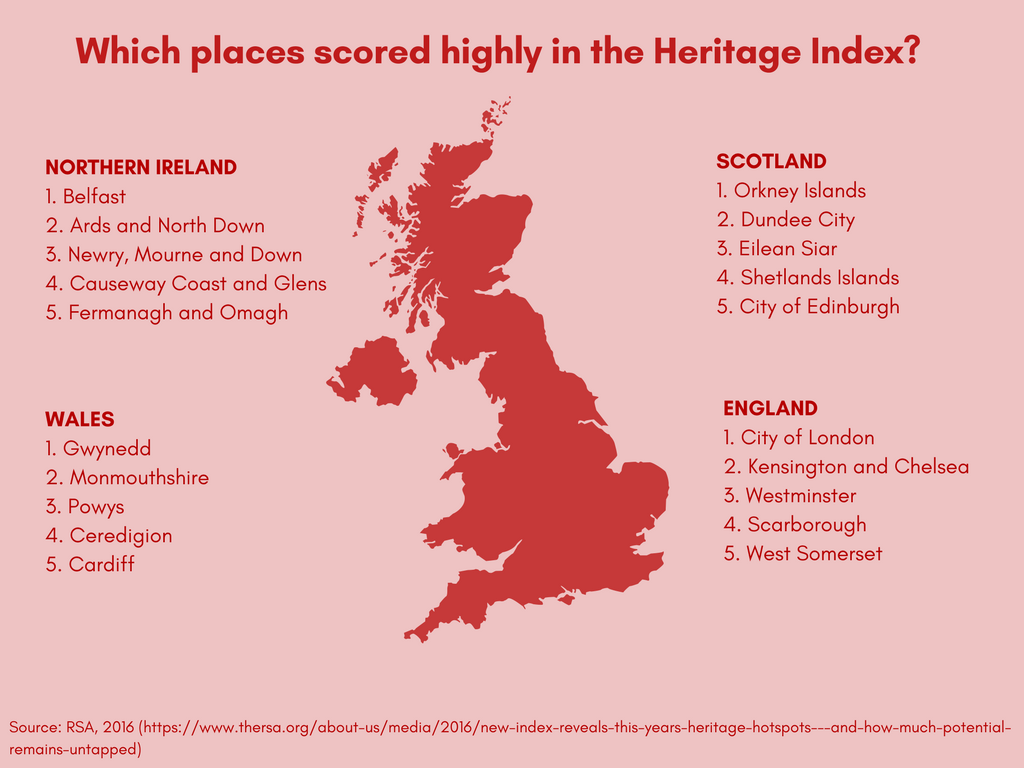 Which places scored highly in the Heritage Index?
NORTHERN IRELAND
1. Belfast
2. Ards and North Down
3. Newry, Mourne and Down
4. Causeway Coast and Glens
5. Fermanagh and Omagh
SCOTLAND
1. Orkney Islands
2. Dundee City
3. Eilean Siar
4. Shetlands Islands
5. City of Edinburgh
WALES
1. Gwynedd
2. Monmouthshire
3. Powys
4. Ceredigion
5. Cardiff
ENGLAND
1. City of London
2. Kensington and Chelsea
3. Westminster
4. Scarborough
5. West Somerset
Source: RSA, 2016 (https://www.thersa.org/about-us/media/2016/new-index-reveals-this-years-heritage-hotspots---and-how-much-potential-
remains-untapped)